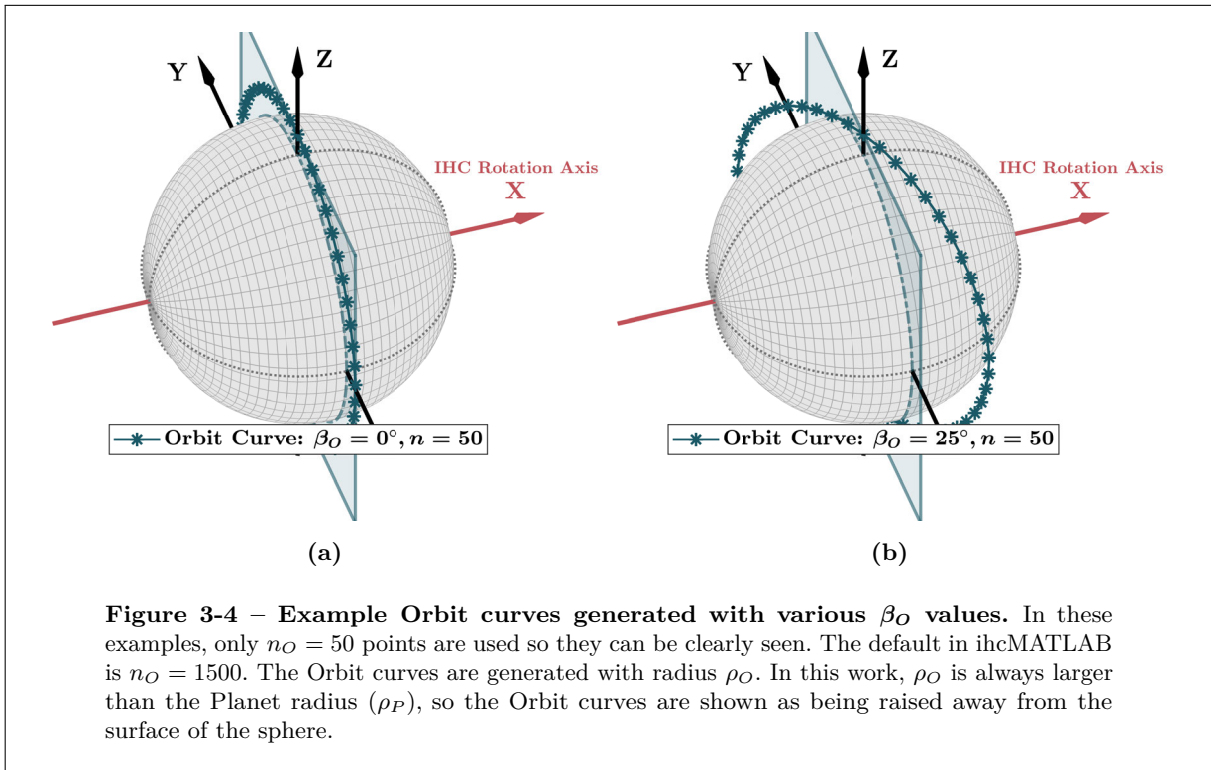 Z
Y
IHC Rotation Axis
X
Orbit Curve: β_O = 0°, n = 50
(a)
Z
Y
IHC Rotation Axis
X
Orbit Curve: β_O = 25°, n = 50
(b)
Figure 3-4 – Example Orbit curves generated with various β_O values. In these
examples, only n_O = 50 points are used so they can be clearly seen. The default in ihcMATLAB
is n_O = 1500. The Orbit curves are generated with radius ρ_O. In this work, ρ_O is always larger
than the Planet radius (ρ_P), so the Orbit curves are shown as being raised away from the
surface of the sphere.